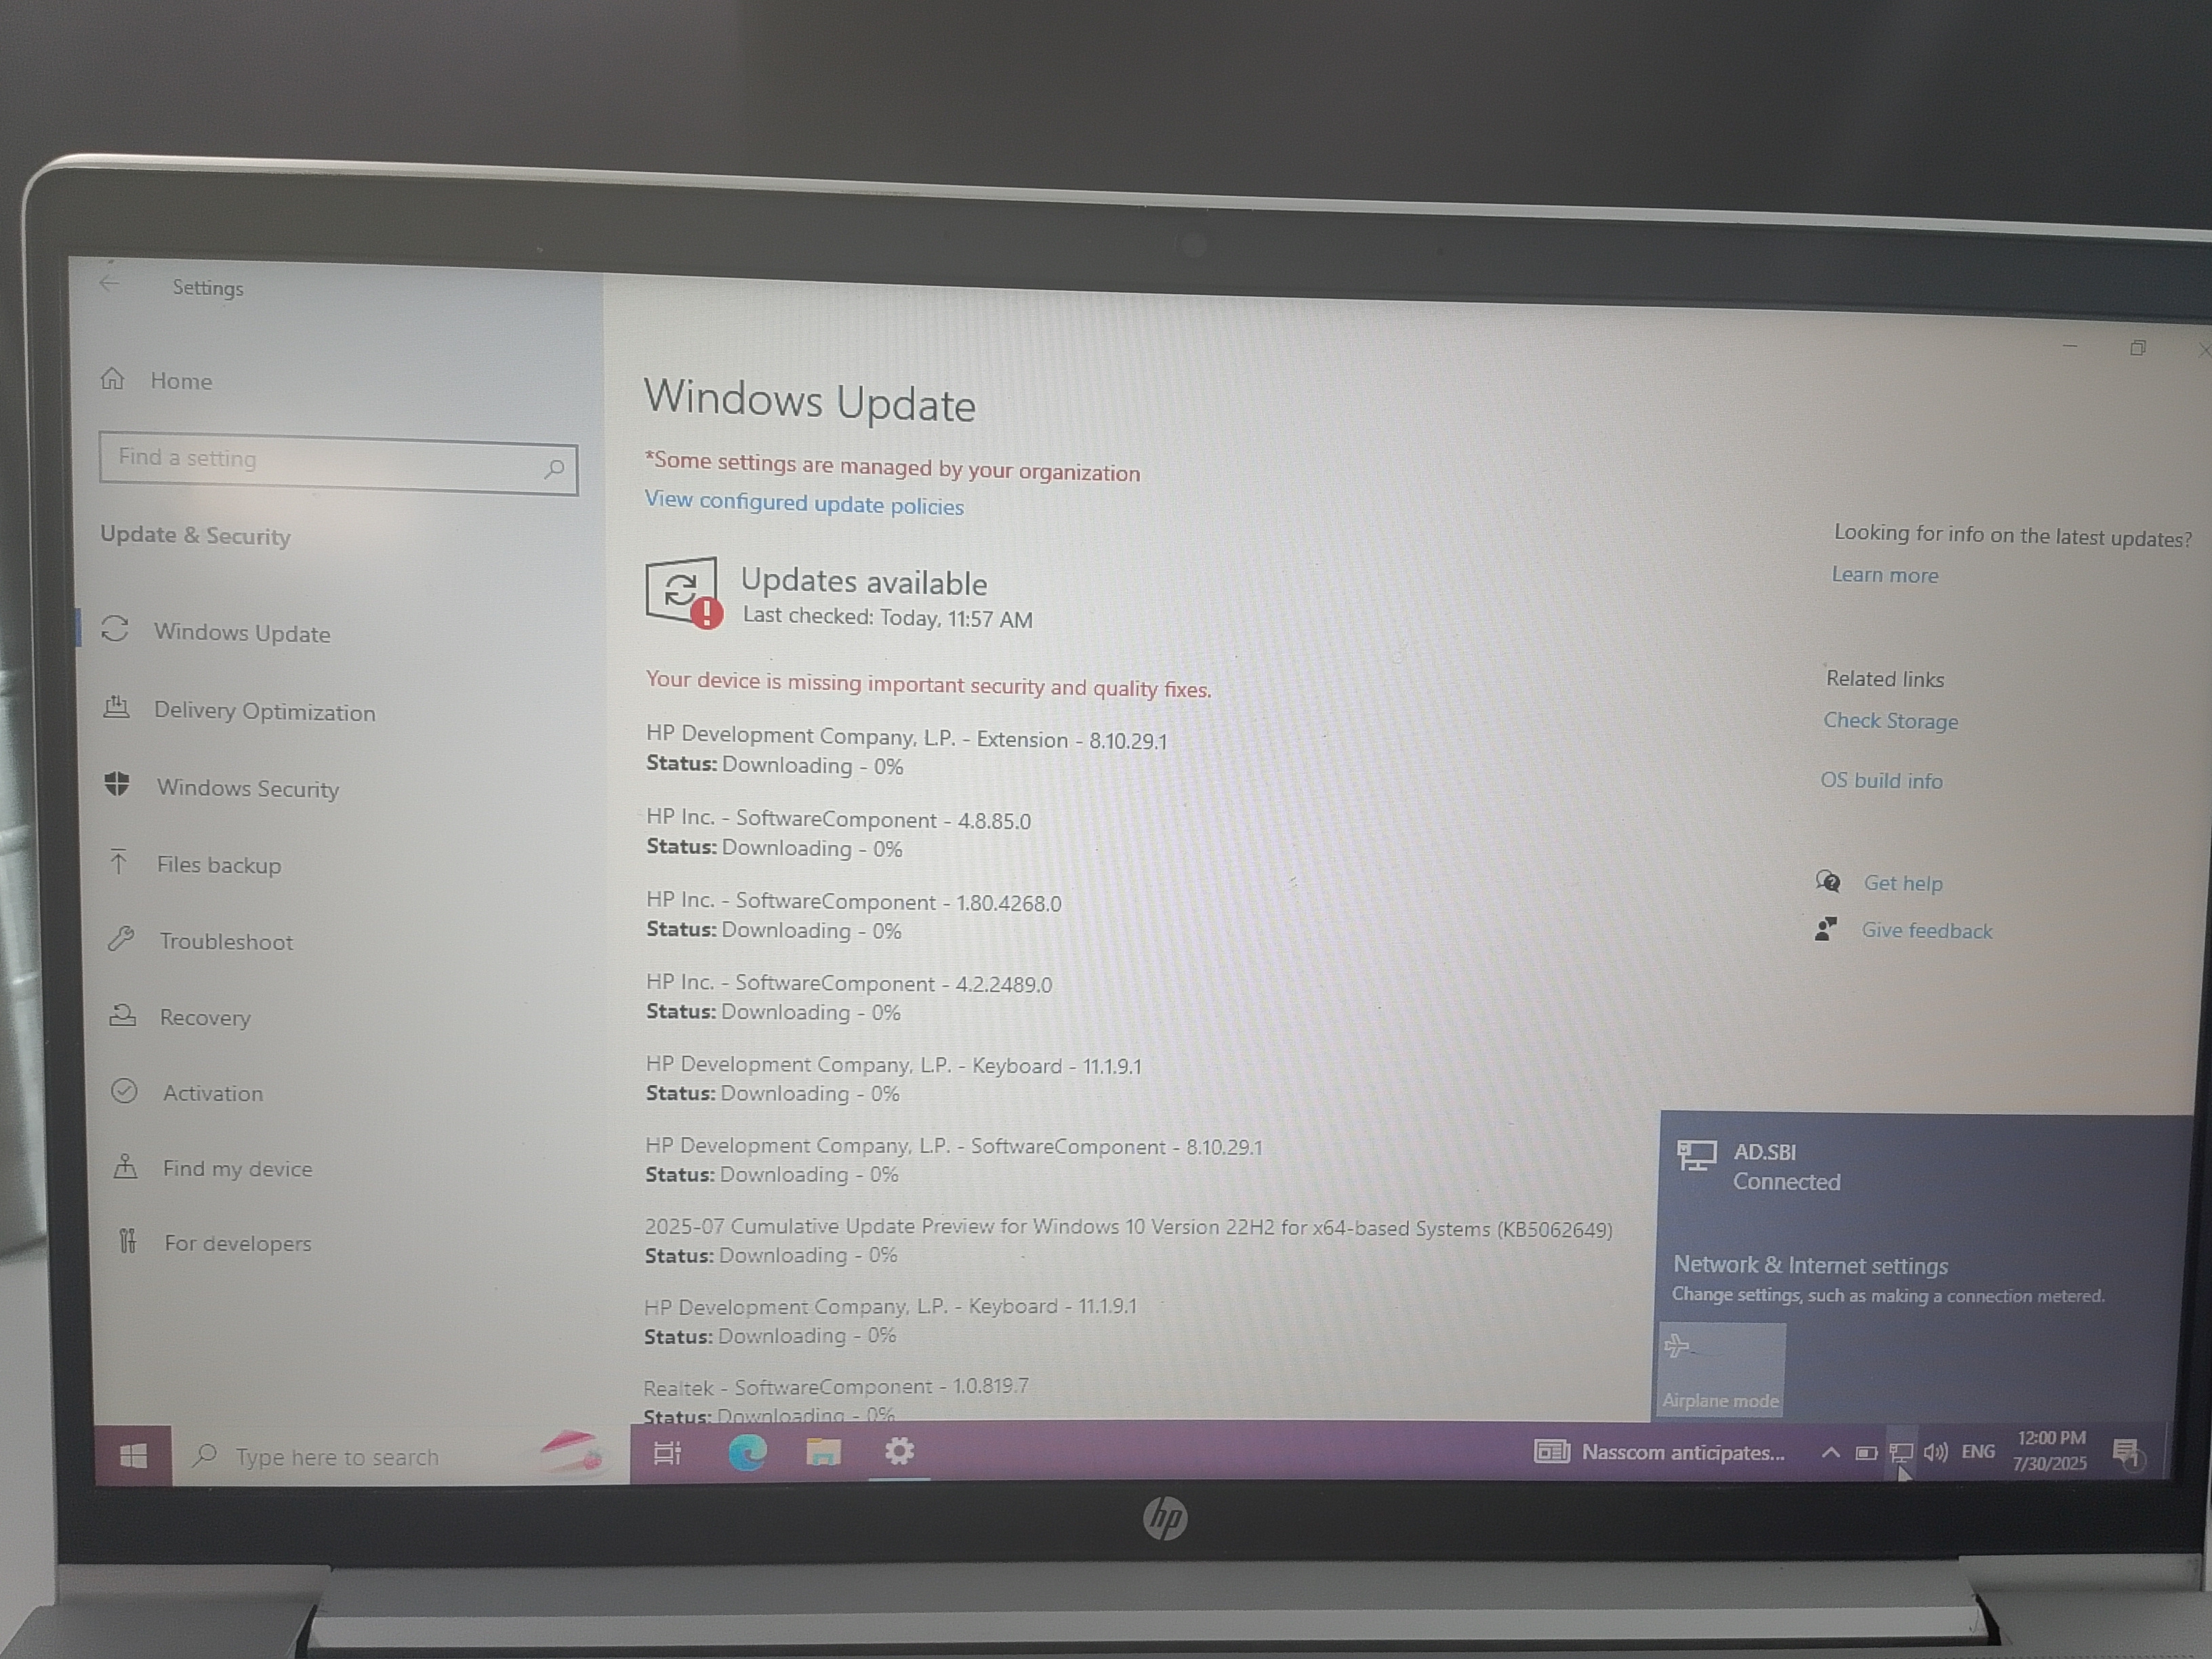 Settings
Home
Find a setting
Update & Security
Windows Update
Delivery Optimization
Windows Security
Files backup
Troubleshoot
Recovery
Activation
Find my device
For developers
Windows Update
*Some settings are managed by your organization
View configured update policies
Updates available
Last checked: Today, 11:57 AM
Your device is missing important security and quality fixes.
HP Development Company, L.P. - Extension - 8.10.29.1
Status: Downloading - 0%
HP Inc. - SoftwareComponent - 4.8.85.0
Status: Downloading - 0%
HP Inc. - SoftwareComponent - 1.80.4268.0
Status: Downloading - 0%
HP Inc. - SoftwareComponent - 4.2.2489.0
Status: Downloading - 0%
HP Development Company, L.P. - Keyboard - 11.1.9.1
Status: Downloading - 0%
HP Development Company, L.P. - SoftwareComponent - 8.10.29.1
Status: Downloading - 0%
2025-07 Cumulative Update Preview for Windows 10 Version 22H2 for x64-based Systems (KB5062649)
Status: Downloading - 0%
HP Development Company, L.P. - Keyboard - 11.1.9.1
Status: Downloading - 0%
Realtek - SoftwareComponent - 1.0.819.7
Status: Downloading - 0%
Looking for info on the latest updates?
Learn more
Related links
Check Storage
OS build info
Get help
Give feedback
AD.SBI
Connected
Network & Internet settings
Change settings, such as making a connection metered.
Airplane mode
Type here to search
Nasscom anticipates...
ENG
12:00 PM
7/30/2025
1
hp